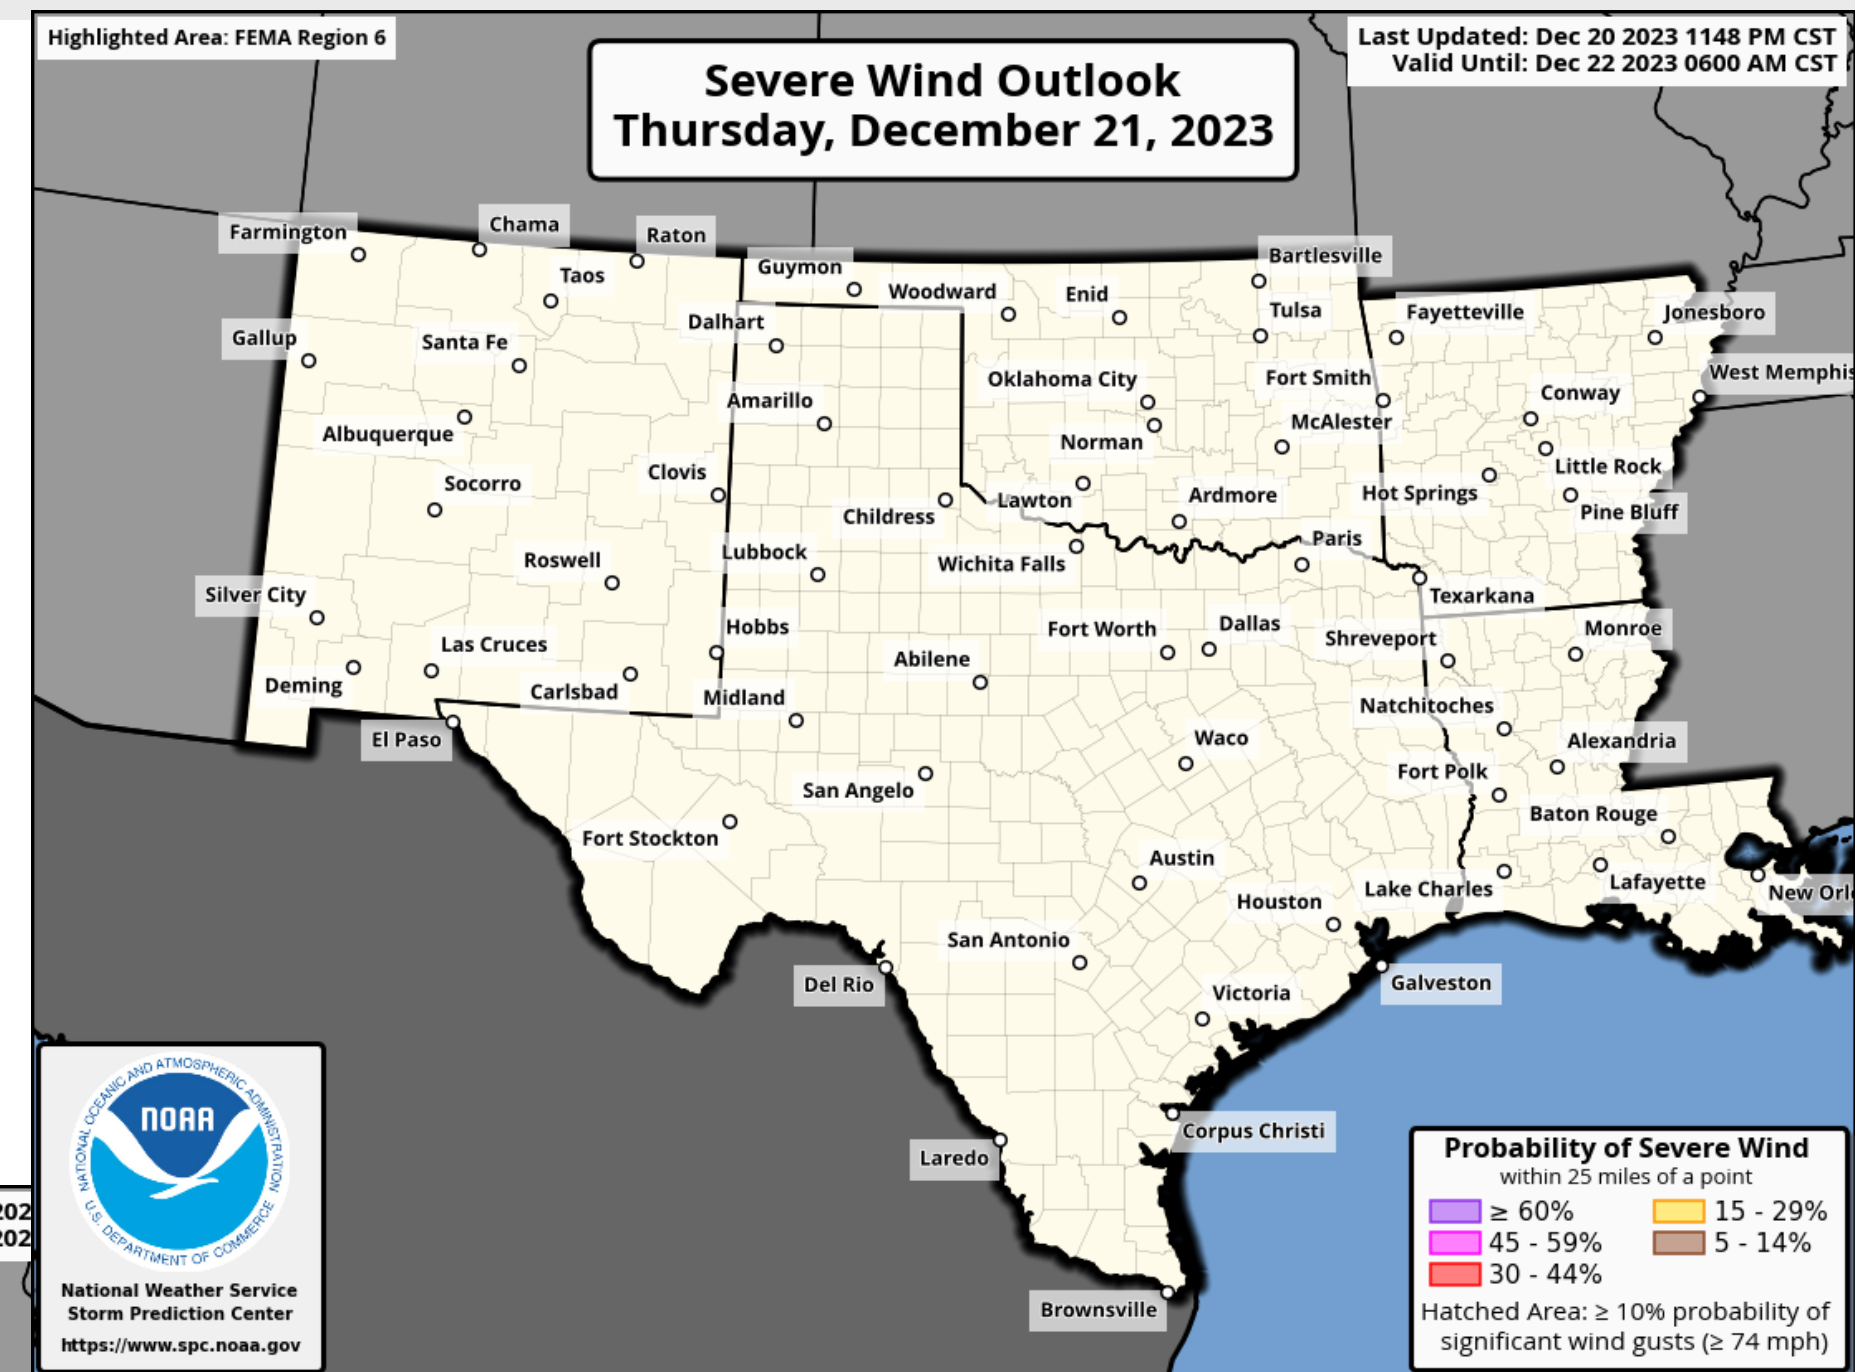 Highlighted Area: FEMA Region 6
Severe Wind Outlook
Thursday, December 21, 2023
Last Updated: Dec 20 2023 1148 PM CST
Valid Until: Dec 22 2023 0600 AM CST
Farmington
Chama
Raton
Taos
Guymon
Woodward
Enid
Bartlesville
Tulsa
Fayetteville
Jonesboro
Gallup
Santa Fe
Dalhart
West Memphis
Oklahoma City
Fort Smith
Conway
Amarillo
McAlester
Albuquerque
Norman
Little Rock
Clovis
Socorro
Lawton
Ardmore
Hot Springs
Pine Bluff
Childress
Paris
Lubbock
Roswell
Wichita Falls
Silver City
Texarkana
Hobbs
Fort Worth
Dallas
Shreveport
Monroe
Las Cruces
Abilene
Deming
Carlsbad
Midland
Natchitoches
El Paso
Waco
Alexandria
Fort Polk
San Angelo
Baton Rouge
Fort Stockton
Austin
Lake Charles
Lafayette
New Orl
Houston
San Antonio
Del Rio
Galveston
Victoria
Corpus Christi
Laredo
Brownsville
202
202
NATIONAL OCEANIC AND ATMOSPHERIC ADMINISTRATION
NOAA
U.S. DEPARTMENT OF COMMERCE
National Weather Service
Storm Prediction Center
https://www.spc.noaa.gov
Probability of Severe Wind
within 25 miles of a point
≥ 60% 15 - 29%
45 - 59% 5 - 14%
30 - 44%
Hatched Area: ≥ 10% probability of
significant wind gusts (≥ 74 mph)